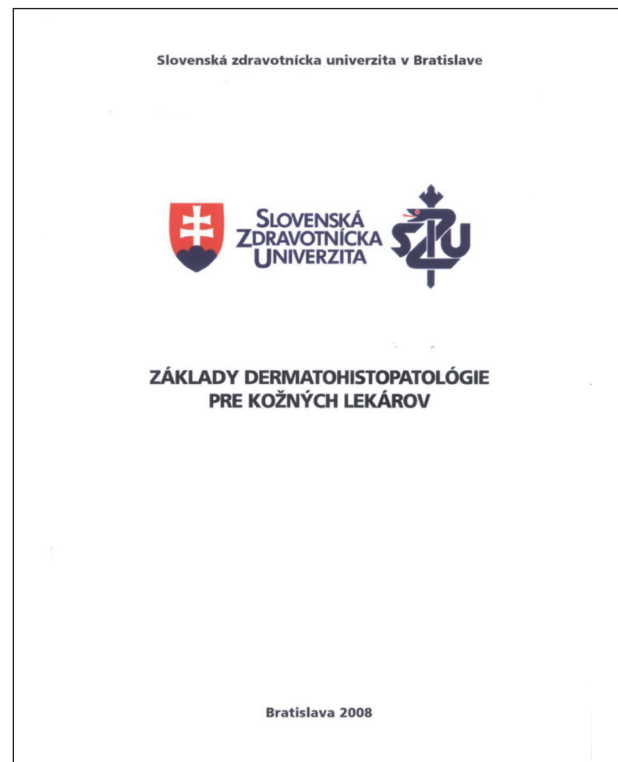 Slovenská zdravotnícka univerzita v Bratislave
SLOVENSKÁ
ZDRAVOTNÍCKA
UNIVERZITA
SZU
ZÁKLADY DERMATOHISTOPATOLÓGIE
PRE KOŽNÝCH LEKÁROV
Bratislava 2008